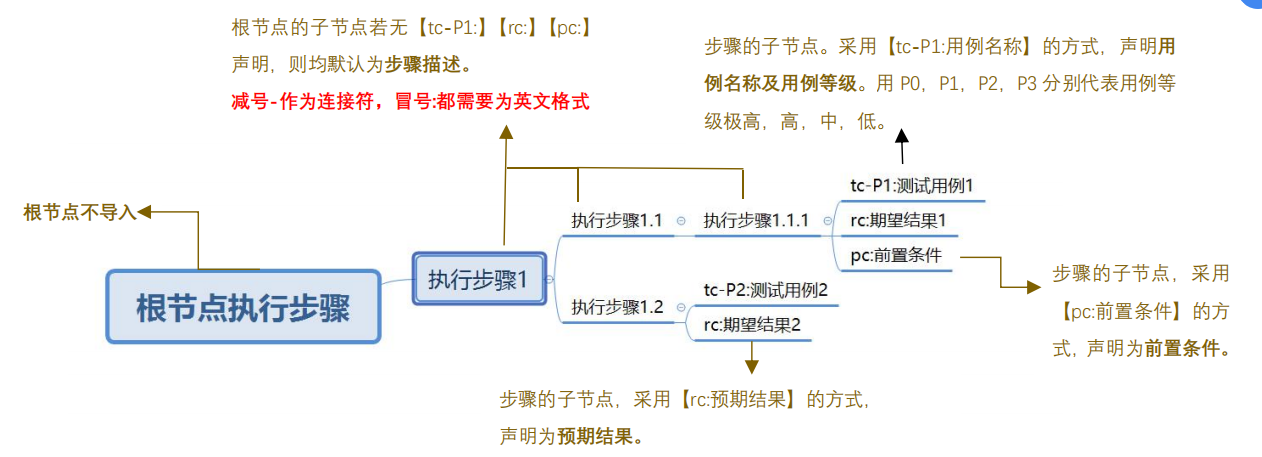 根节点的子节点若无【tc-P1:】【rc:】【pc:】
声明，则均默认为步骤描述。
减号-作为连接符，冒号:都需要为英文格式
步骤的子节点。采用【tc-P1:用例名称】的方式，声明用
例名称及用例等级。用 P0，P1，P2，P3 分别代表用例等
级极高，高，中，低。
根节点不导入
根节点执行步骤
执行步骤1
执行步骤1.1
执行步骤1.1.1
tc-P1:测试用例1
rc:期望结果1
pc:前置条件
执行步骤1.2
tc-P2:测试用例2
rc:期望结果2
步骤的子节点，采用
【pc:前置条件】的方
式，声明为前置条件。
步骤的子节点，采用【rc:预期结果】的方式，
声明为预期结果。